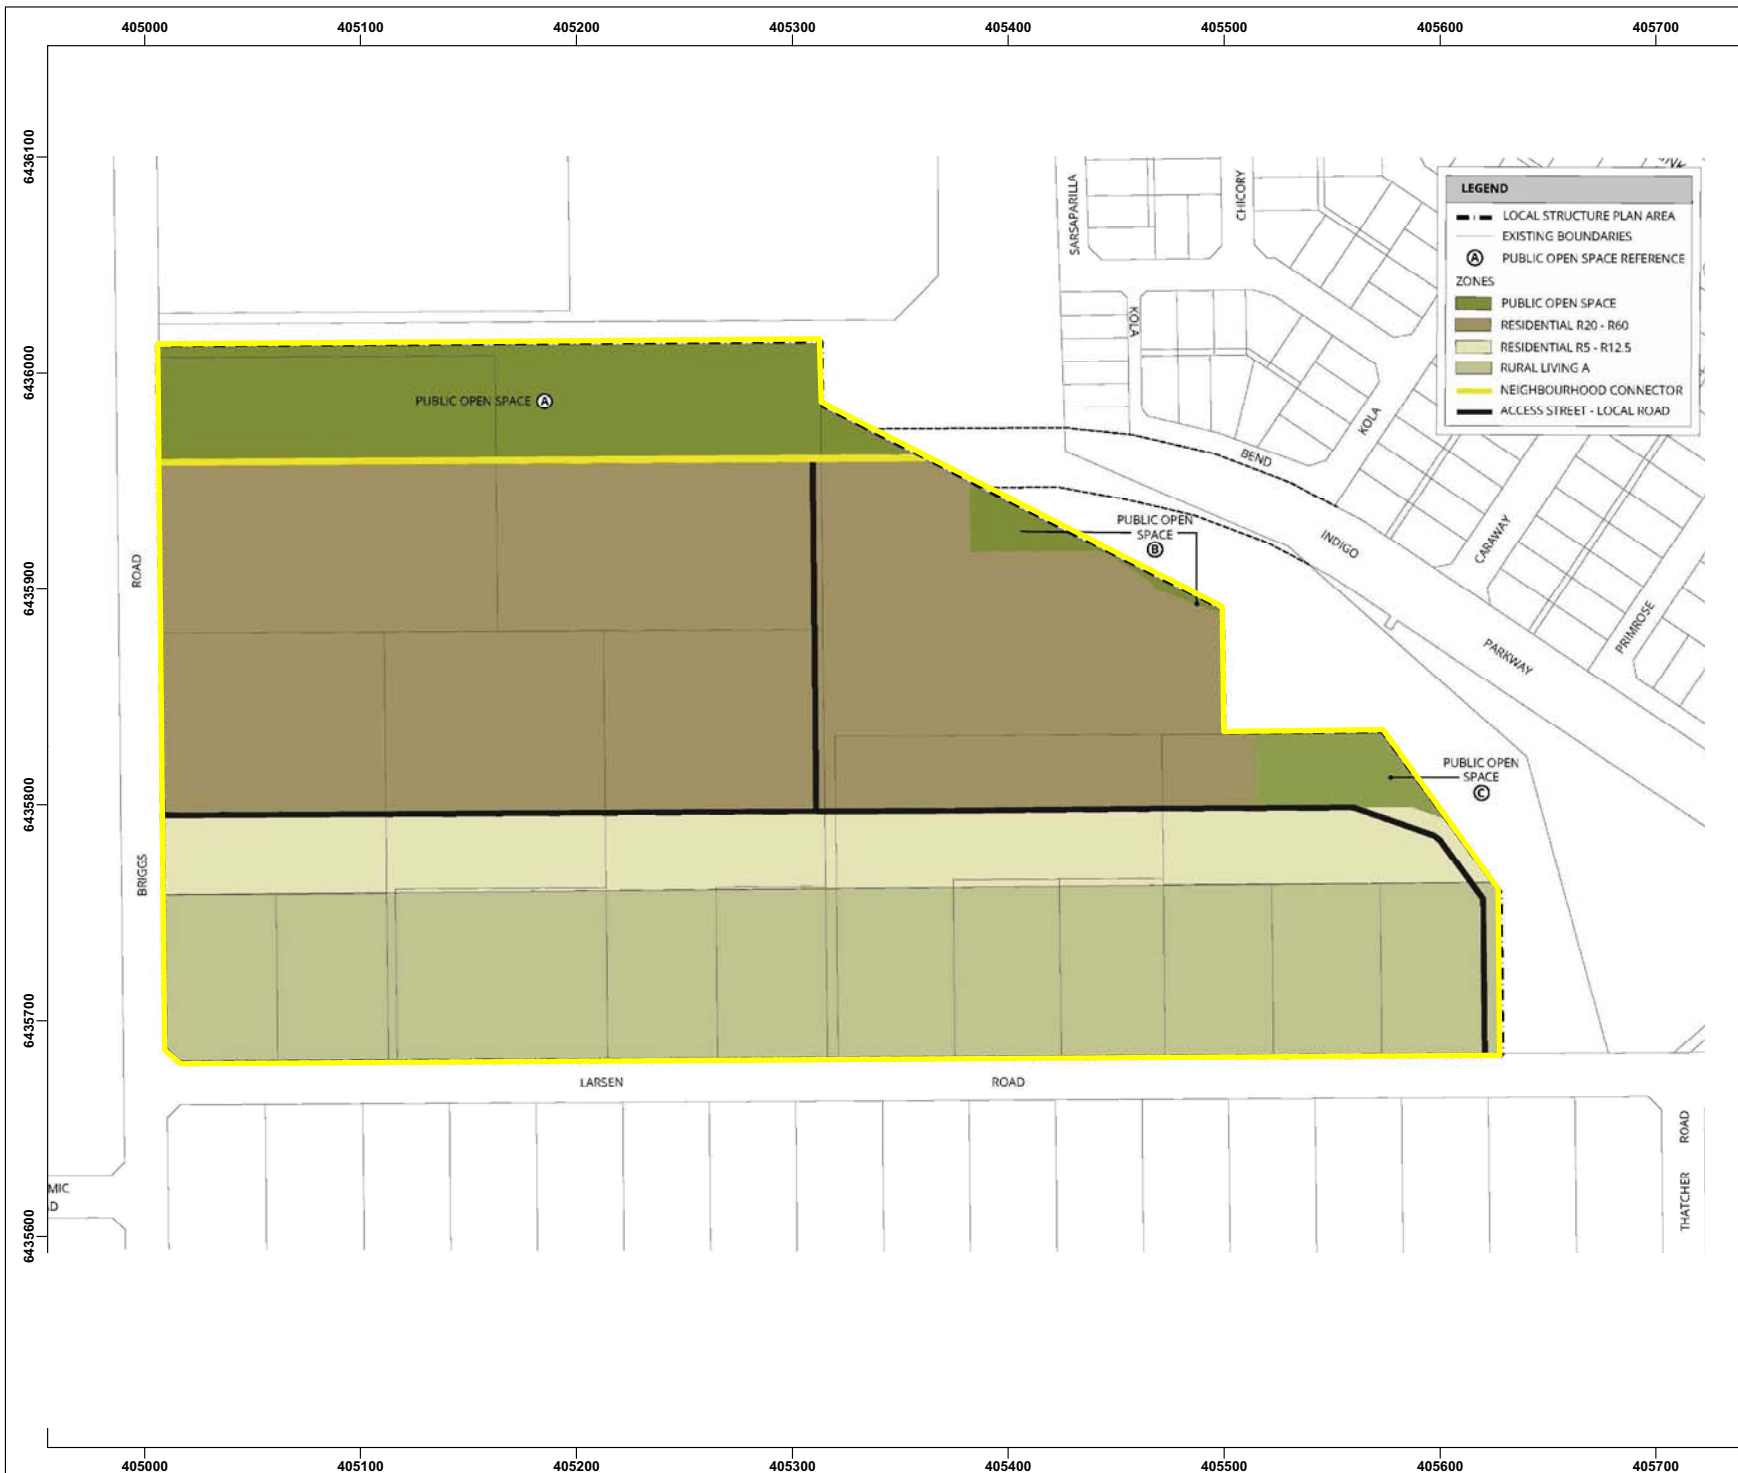 405000 405100 405200 405300 405400 405500 405600 405700
6436100
6436000
6435900
6435800
6435700
6435600
SARSAPARILLA
CHICORY
KOLA
LEGEND
LOCAL STRUCTURE PLAN AREA
EXISTING BOUNDARIES
A PUBLIC OPEN SPACE REFERENCE
ZONES
PUBLIC OPEN SPACE
RESIDENTIAL R20 - R60
RESIDENTIAL R5 - R12.5
RURAL LIVING A
NEIGHBOURHOOD CONNECTOR
ACCESS STREET - LOCAL ROAD
PUBLIC OPEN SPACE A
KOLA
BEND
INDIGO
PARKWAY
CARAWAY
PRIMROSE
PUBLIC OPEN
SPACE
B
PUBLIC OPEN
SPACE
C
ROAD
BRIGGS
LARSEN ROAD
ROAD
THATCHER
MIC
D
405000 405100 405200 405300 405400 405500 405600 405700